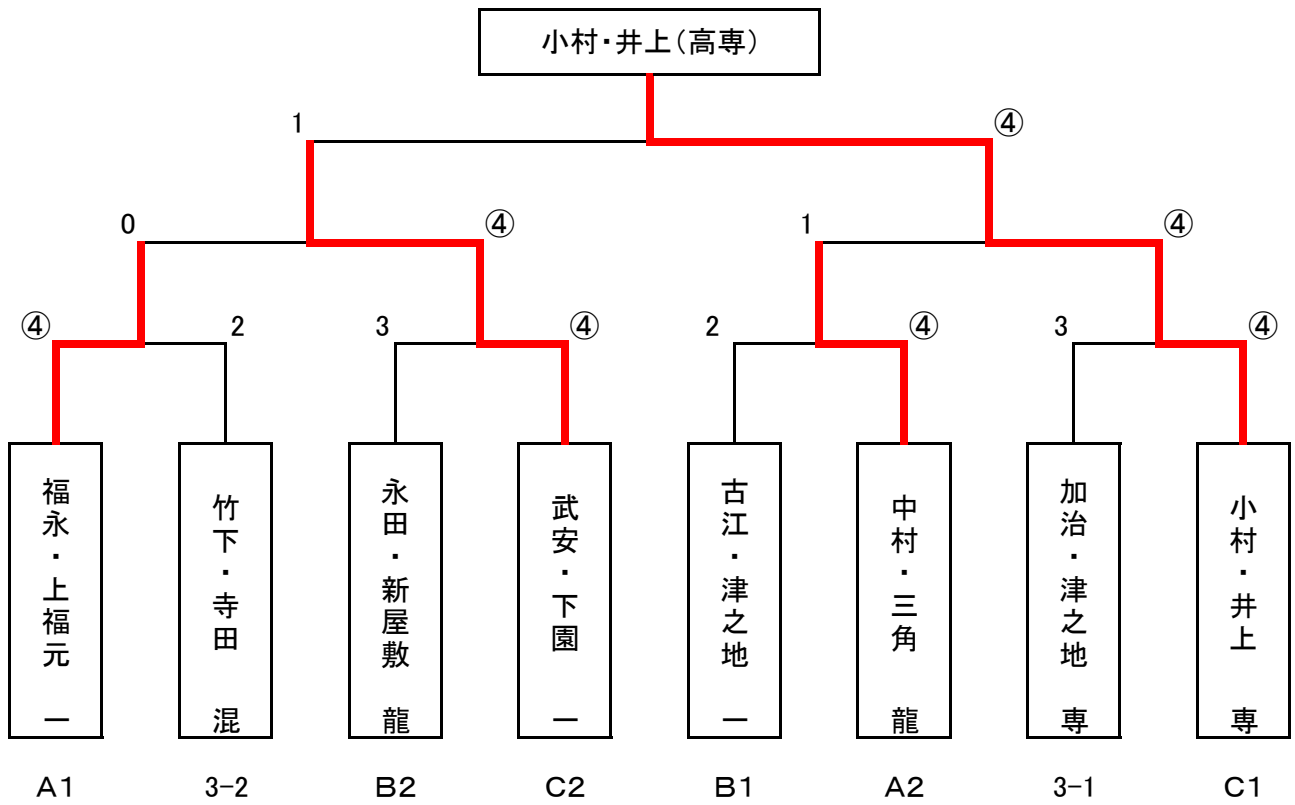 小村・井上(高専)
1 ④
0 ④ 1 ④
④ 2 3 ④ 2 ④ 3 ④
福永・上福元 一
竹下・寺田 混
永田・新屋敷 龍
武安・下園 一
古江・津之地 一
中村・三角 龍
加治・津之地 専
小村・井上 専
A1 3-2 B2 C2 B1 A2 3-1 C1